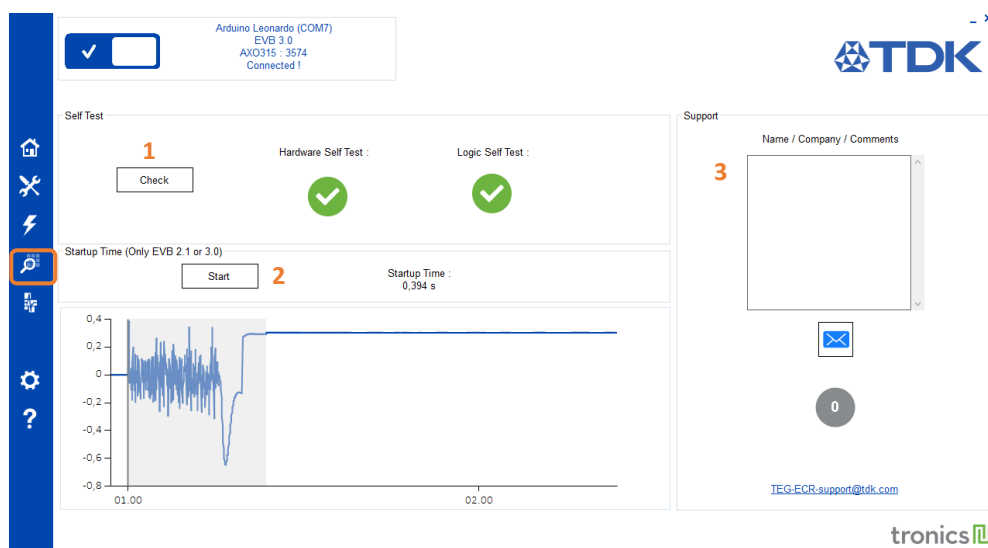 Arduino Leonardo (COM7)
EVB 3.0
AXO315 : 3574
Connected !
TDK
Self Test
1
Check
Hardware Self Test :
Logic Self Test :
Startup Time (Only EVB 2.1 or 3.0)
Start
2
Startup Time :
0,394 s
0,4
0,2
0
-0,2
-0,4
-0,6
-0,8
01.00
02.00
Support
Name / Company / Comments
3
0
TEG-ECR-support@tdk.com
tronics
?